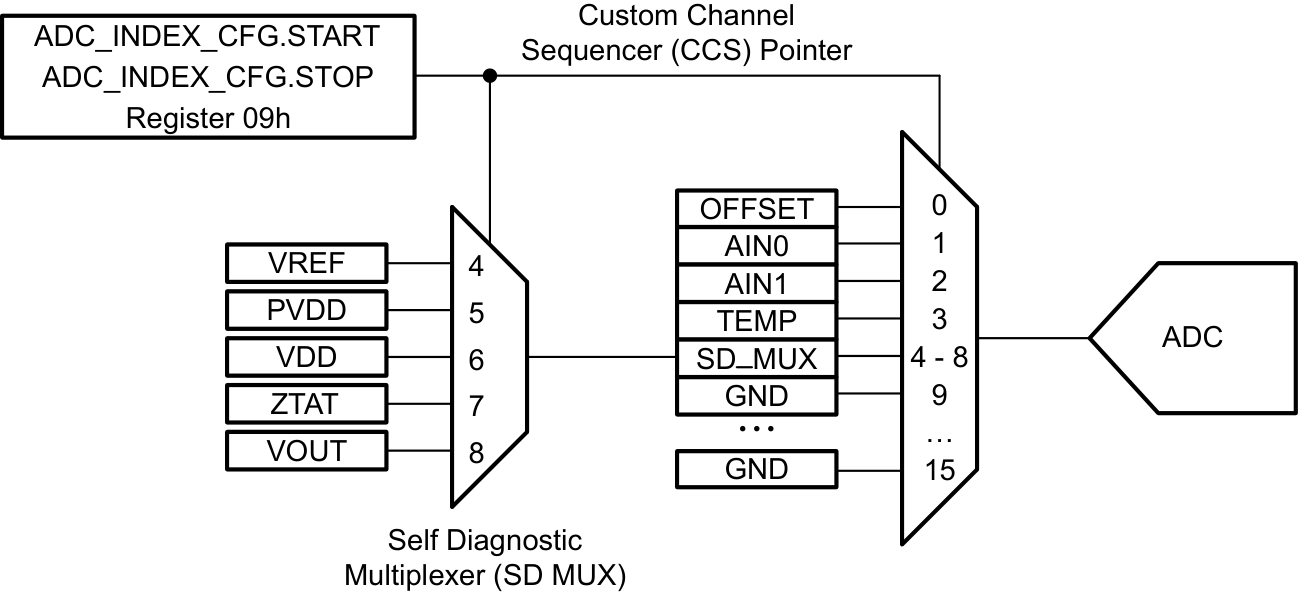 ADC_INDEX_CFG.START
ADC_INDEX_CFG.STOP
Register 09h
Custom Channel
Sequencer (CCS) Pointer
VREF
PVDD
VDD
ZTAT
VOUT
4
5
6
7
8
Self Diagnostic
Multiplexer (SD MUX)
OFFSET
AIN0
AIN1
TEMP
SD_MUX
GND
...
GND
0
1
2
3
4 - 8
9
...
15
ADC